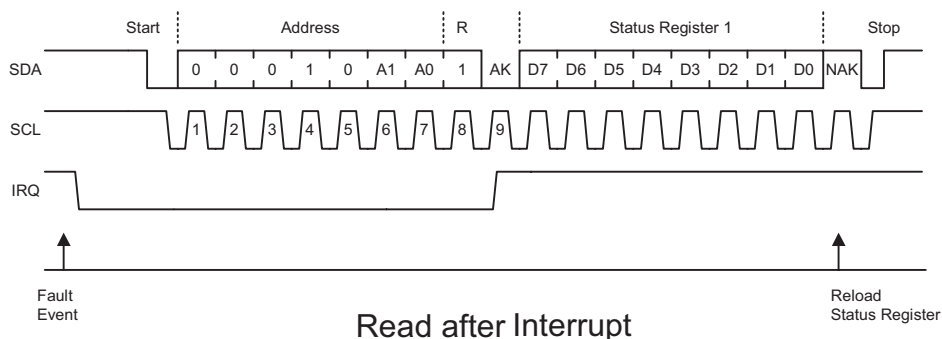 Start Address R Status Register 1 Stop
SDA 0 0 0 1 0 A1 A0 1 AK D7 D6 D5 D4 D3 D2 D1 D0 NAK
SCL 1 2 3 4 5 6 7 8 9
IRQ
Fault
Event
Reload
Status Register
Read after Interrupt